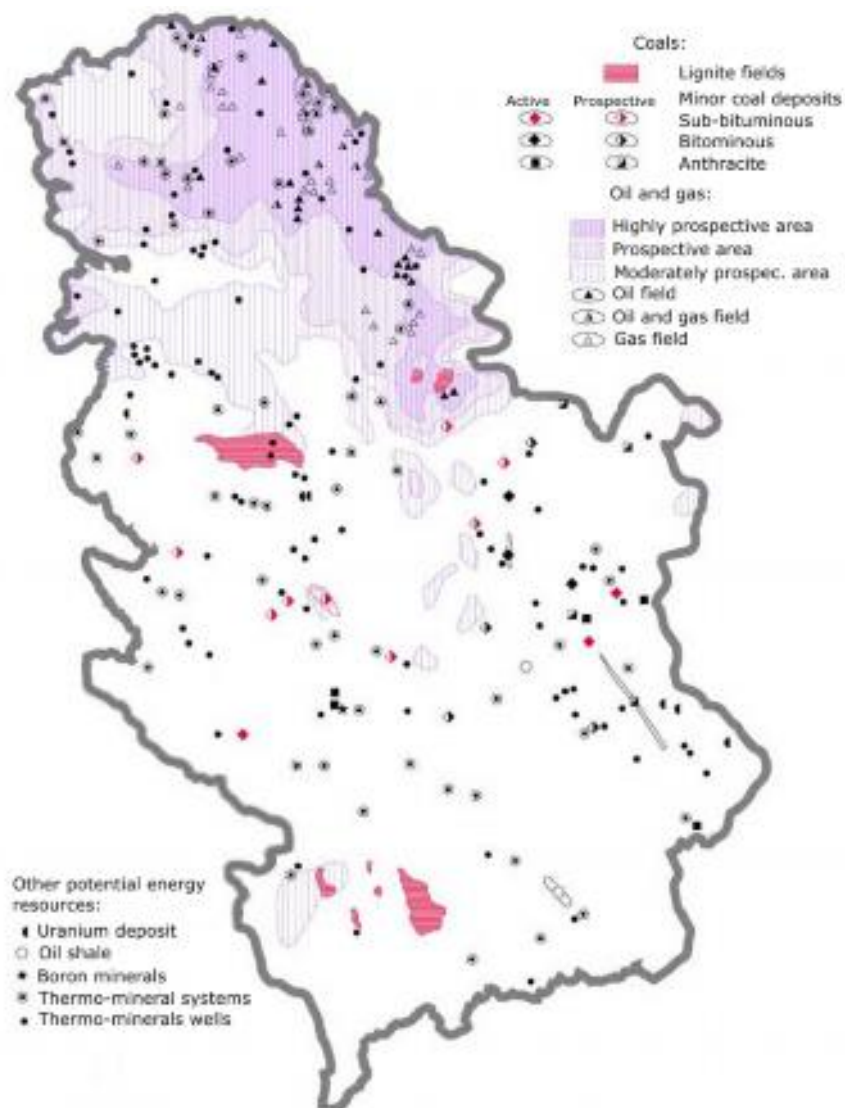 Coals:
Lignite fields
Active Prospective Minor coal deposits
Sub-bituminous
Bitominous
Anthracite
Oil and gas:
Highly prospective area
Prospective area
Moderately prospec. area
Oil field
Oil and gas field
Gas field
Other potential energy
resources:
Uranium deposit
Oil shale
Boron minerals
Thermo-mineral systems
Thermo-minerals wells